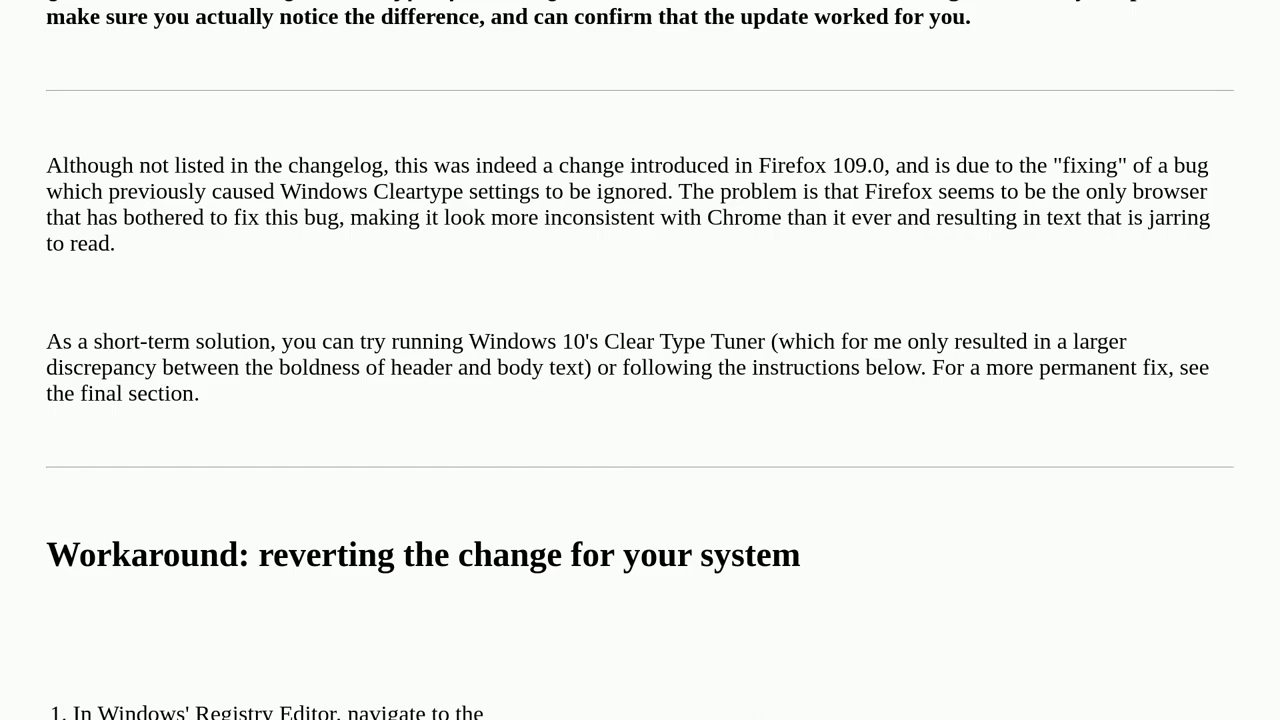 make sure you actually notice the difference, and can confirm that the update worked for you.
Although not listed in the changelog, this was indeed a change introduced in Firefox 109.0, and is due to the "fixing" of a bug
which previously caused Windows Cleartype settings to be ignored. The problem is that Firefox seems to be the only browser
that has bothered to fix this bug, making it look more inconsistent with Chrome than it ever and resulting in text that is jarring
to read.
As a short-term solution, you can try running Windows 10's Clear Type Tuner (which for me only resulted in a larger
discrepancy between the boldness of header and body text) or following the instructions below. For a more permanent fix, see
the final section.
Workaround: reverting the change for your system
1. In Windows' Registry Editor, navigate to the